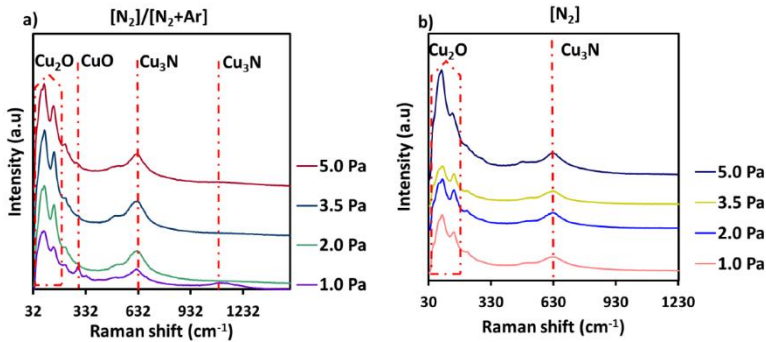 a)
[N₂]/[N₂+Ar]
Cu₂O CuO Cu₃N Cu₃N
Intensity (a.u)
5.0 Pa
3.5 Pa
2.0 Pa
1.0 Pa
32 332 632 932 1232
Raman shift (cm⁻¹)
b)
[N₂]
Cu₂O Cu₃N
Intensity (a.u)
5.0 Pa
3.5 Pa
2.0 Pa
1.0 Pa
30 330 630 930 1230
Raman shift (cm⁻¹)